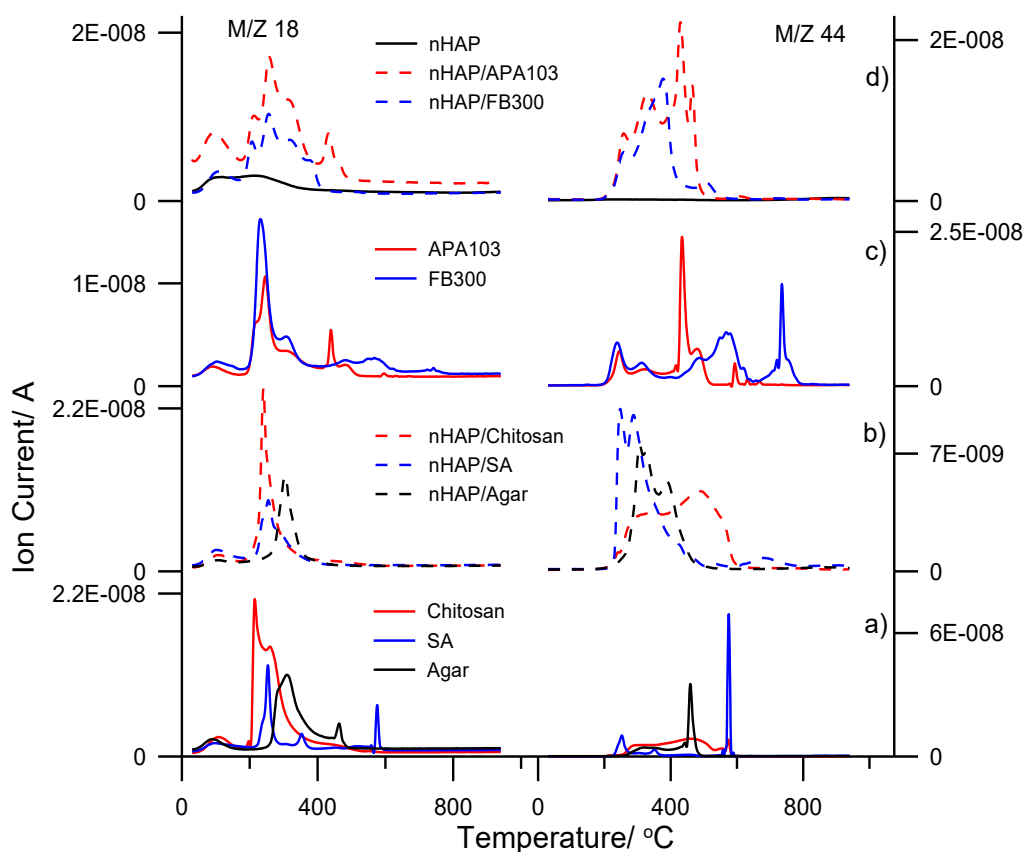 M/Z 18
M/Z 44
2E-008
0
nHAP
nHAP/APA103
nHAP/FB300
2E-008
0
d)
1E-008
0
APA103
FB300
2.5E-008
0
c)
2.2E-008
0
nHAP/Chitosan
nHAP/SA
nHAP/Agar
7E-009
0
b)
2.2E-008
0
Chitosan
SA
Agar
6E-008
0
a)
0
400
800
0
400
800
Temperature/ °C
Ion Current/ A